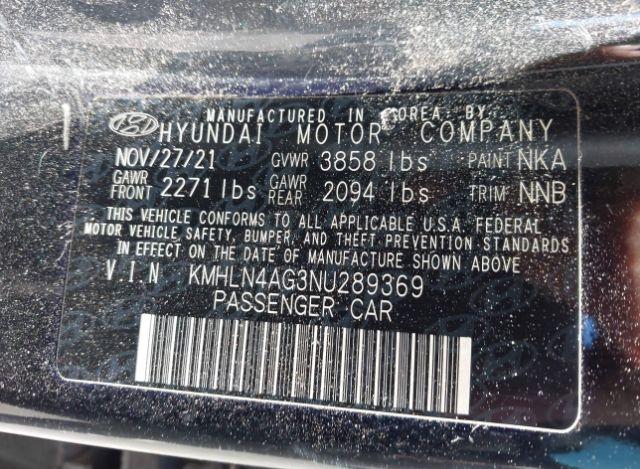 MANUFACTURED IN KOREA. BY
HYUNDAI MOTOR COMPANY
NOV/27/21 GVWR 3858 lbs PAINT NKA
GAWR FRONT 2271 lbs GAWR REAR 2094 lbs TRIM NNB
THIS VEHICLE CONFORMS TO ALL APPLICABLE U.S.A. FEDERAL
MOTOR VEHICLE SAFETY, BUMPER, AND THEFT PREVENTION STANDARDS
IN EFFECT ON THE DATE OF MANUFACTURE SHOWN ABOVE
VIN KMHLN4AG3NU289369
PASSENGER CAR